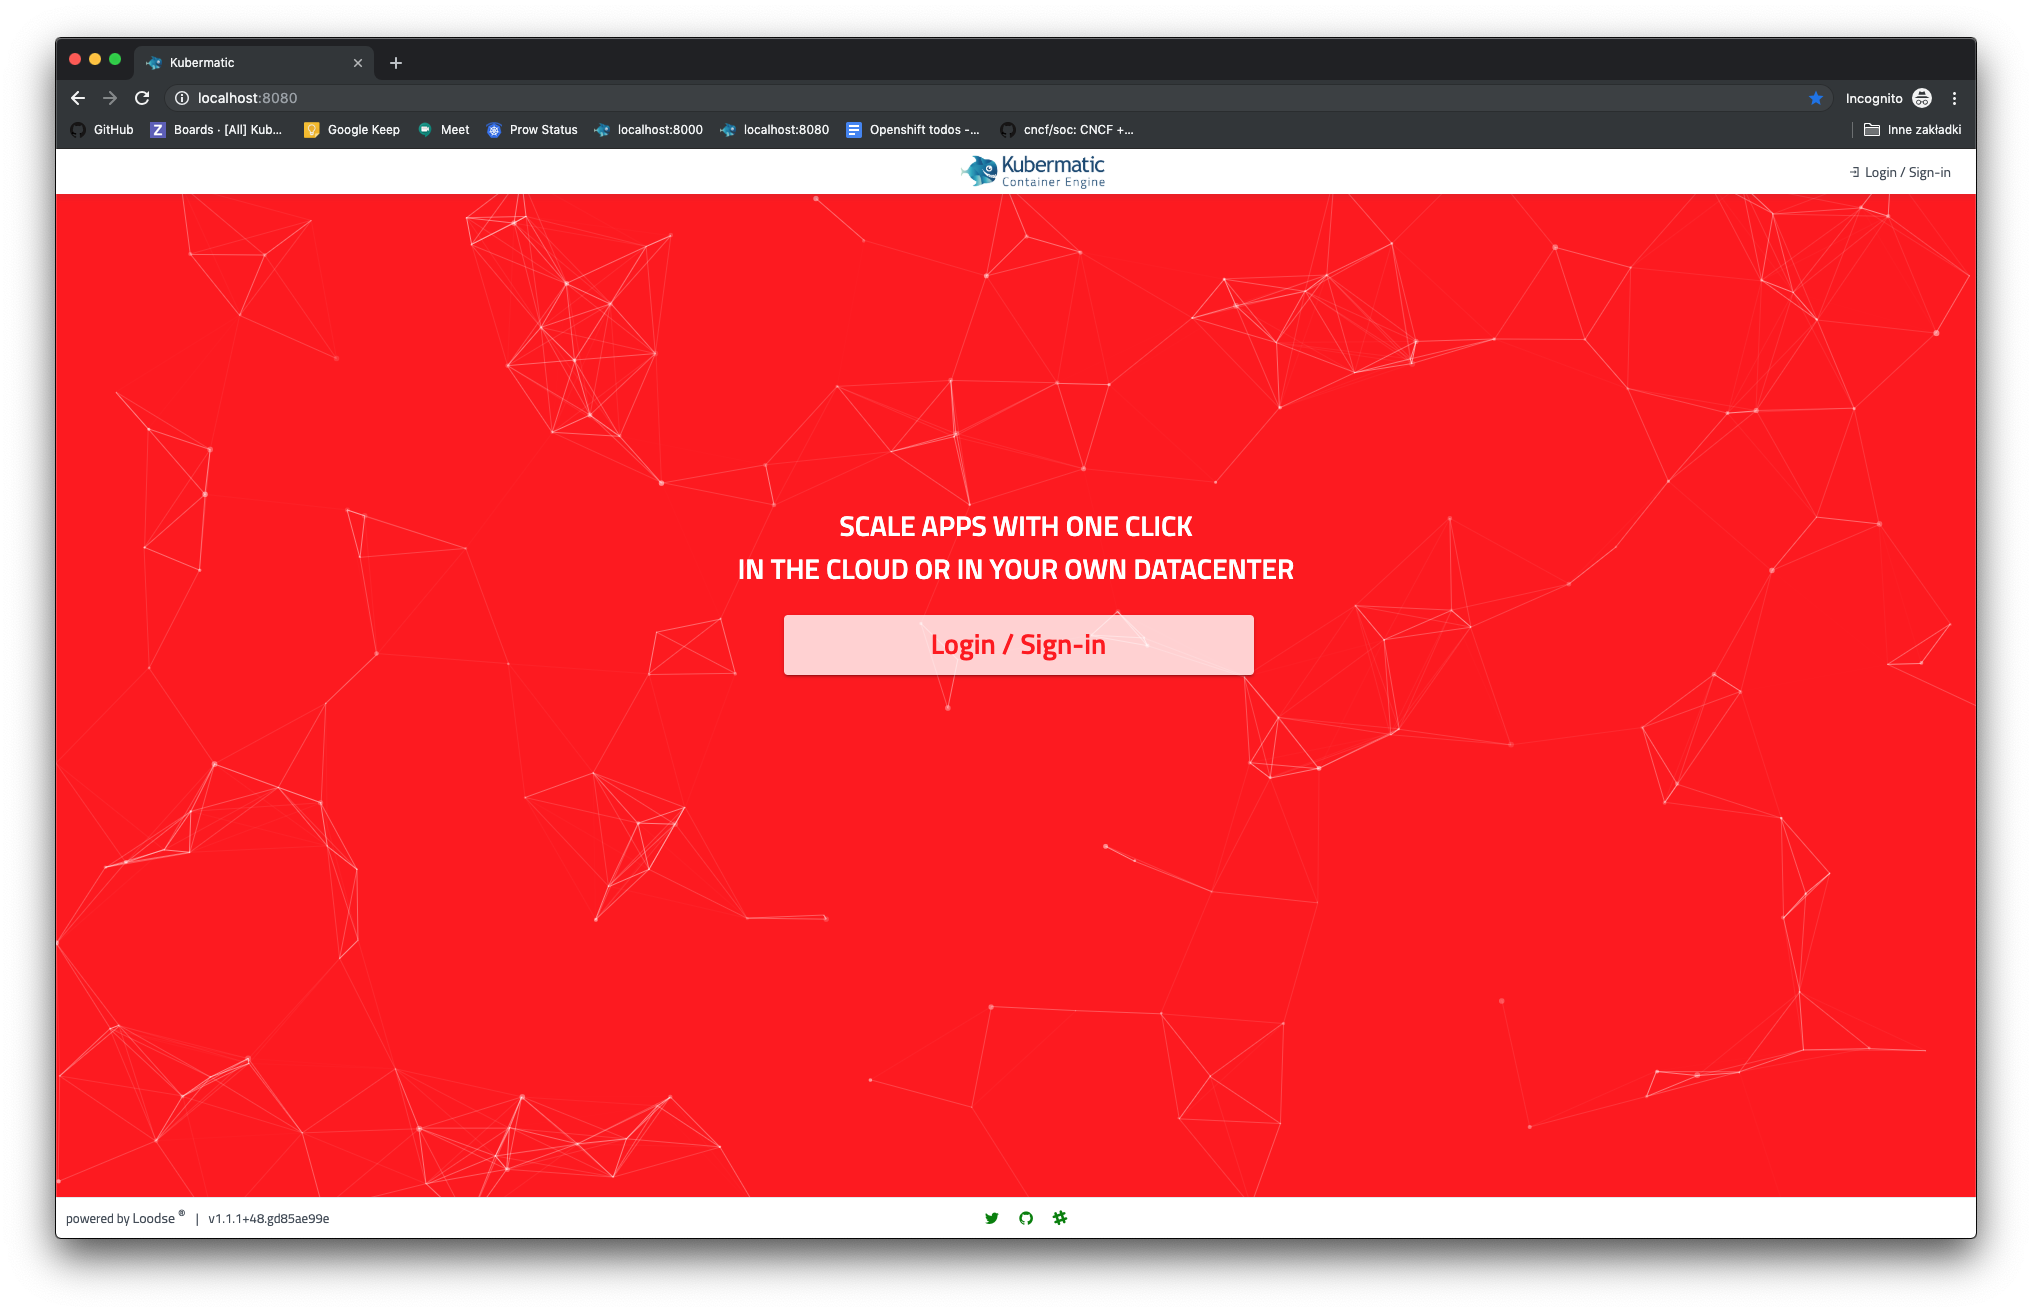 Kubermatic
localhost:8080
Incognito
GitHub
Z Boards · [All] Kub...
Google Keep
Meet
Prow Status
localhost:8000
localhost:8080
Openshift todos -...
cncf/soc: CNCF +...
Inne zakładki
Kubermatic
Container Engine
Login / Sign-in
SCALE APPS WITH ONE CLICK
IN THE CLOUD OR IN YOUR OWN DATACENTER
Login / Sign-in
powered by Loodse ® | v1.1.1+48.gd85ae99e